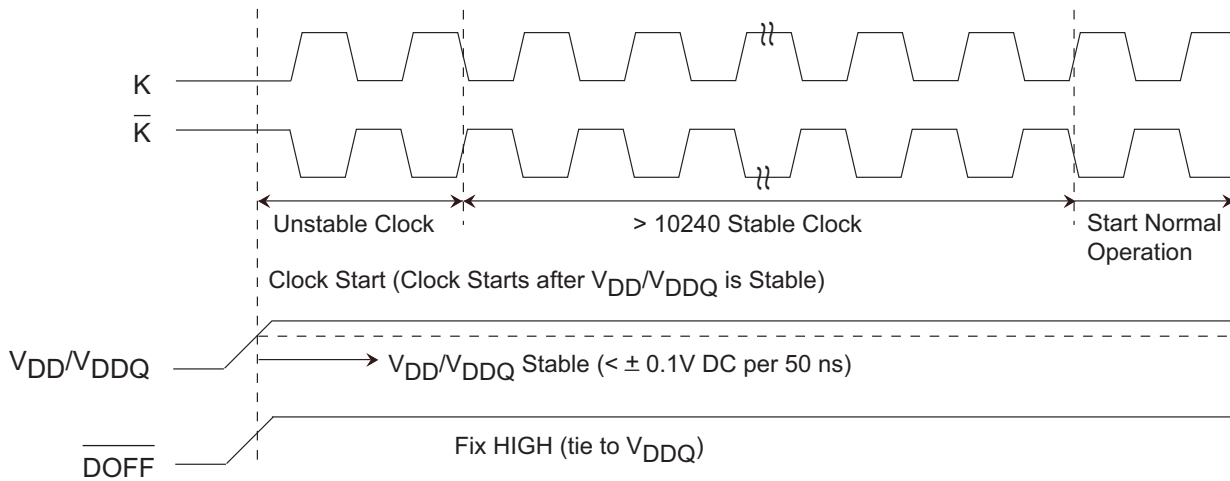 K
K̅
Unstable Clock
> 10240 Stable Clock
Start Normal
Operation
Clock Start (Clock Starts after VDD/VDDQ is Stable)
VDD/VDDQ
VDD/VDDQ Stable (< ± 0.1V DC per 50 ns)
Fix HIGH (tie to VDDQ)
D̅O̅F̅F̅